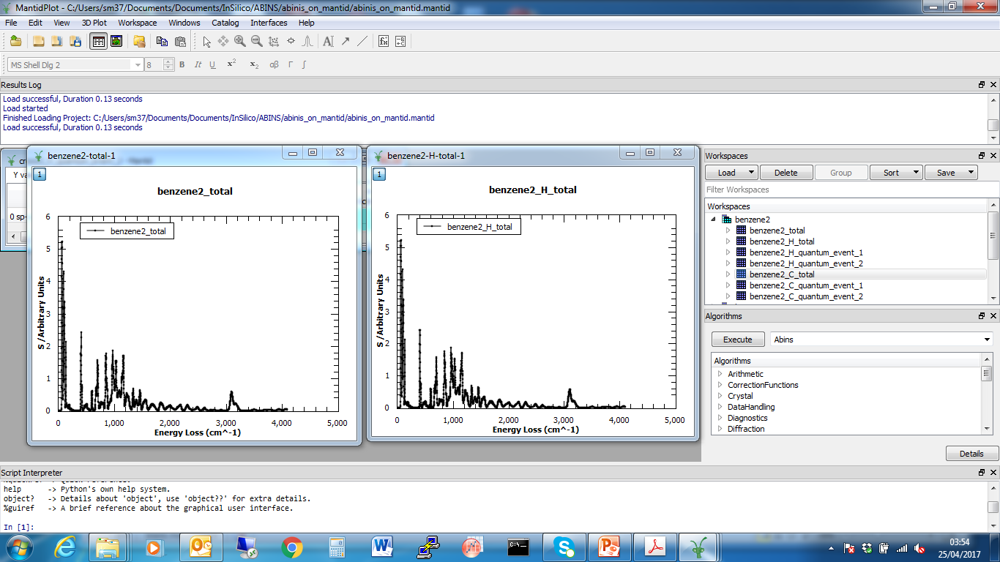 MantidPlot - C:/Users/sm37/Documents/Documents/InSilico/ABINS/abinis_on_mantid/abinis_on_mantid.mantid
File Edit View 3D Plot Workspace Windows Catalog Interfaces Help
MS Shell Dlg 2 8 B It U x² x₂ αβ Γ ∫
Results Log
Load successful, Duration 0.13 seconds
Load started
Finished Loading Project: C:/Users/sm37/Documents/Documents/InSilico/ABINS/abinis_on_mantid/abinis_on_mantid.mantid
Load successful, Duration 0.13 seconds
cr
Y va
0 sp-
benzene2-total-1
1
benzene2_total
benzene2_total
S /Arbitrary Units
6
5
4
3
2
1
0
0 1,000 2,000 3,000 4,000 5,000
Energy Loss (cm^-1)
benzene2-H-total-1
1
benzene2_H_total
benzene2_H_total
S /Arbitrary Units
6
5
4
3
2
1
0
0 1,000 2,000 3,000 4,000 5,000
Energy Loss (cm^-1)
Workspaces
Load Delete Group Sort Save
Filter Workspaces
Workspaces
benzene2
benzene2_total
benzene2_H_total
benzene2_H_quantum_event_1
benzene2_H_quantum_event_2
benzene2_C_total
benzene2_C_quantum_event_1
benzene2_C_quantum_event_2
Algorithms
Execute Abins
Algorithms
Arithmetic
CorrectionFunctions
Crystal
DataHandling
Diagnostics
Diffraction
Details
Script Interpreter
help -> Python's own help system.
object? -> Details about 'object', use 'object??' for extra details.
%guiref -> A brief reference about the graphical user interface.
In [1]:
03:54
25/04/2017